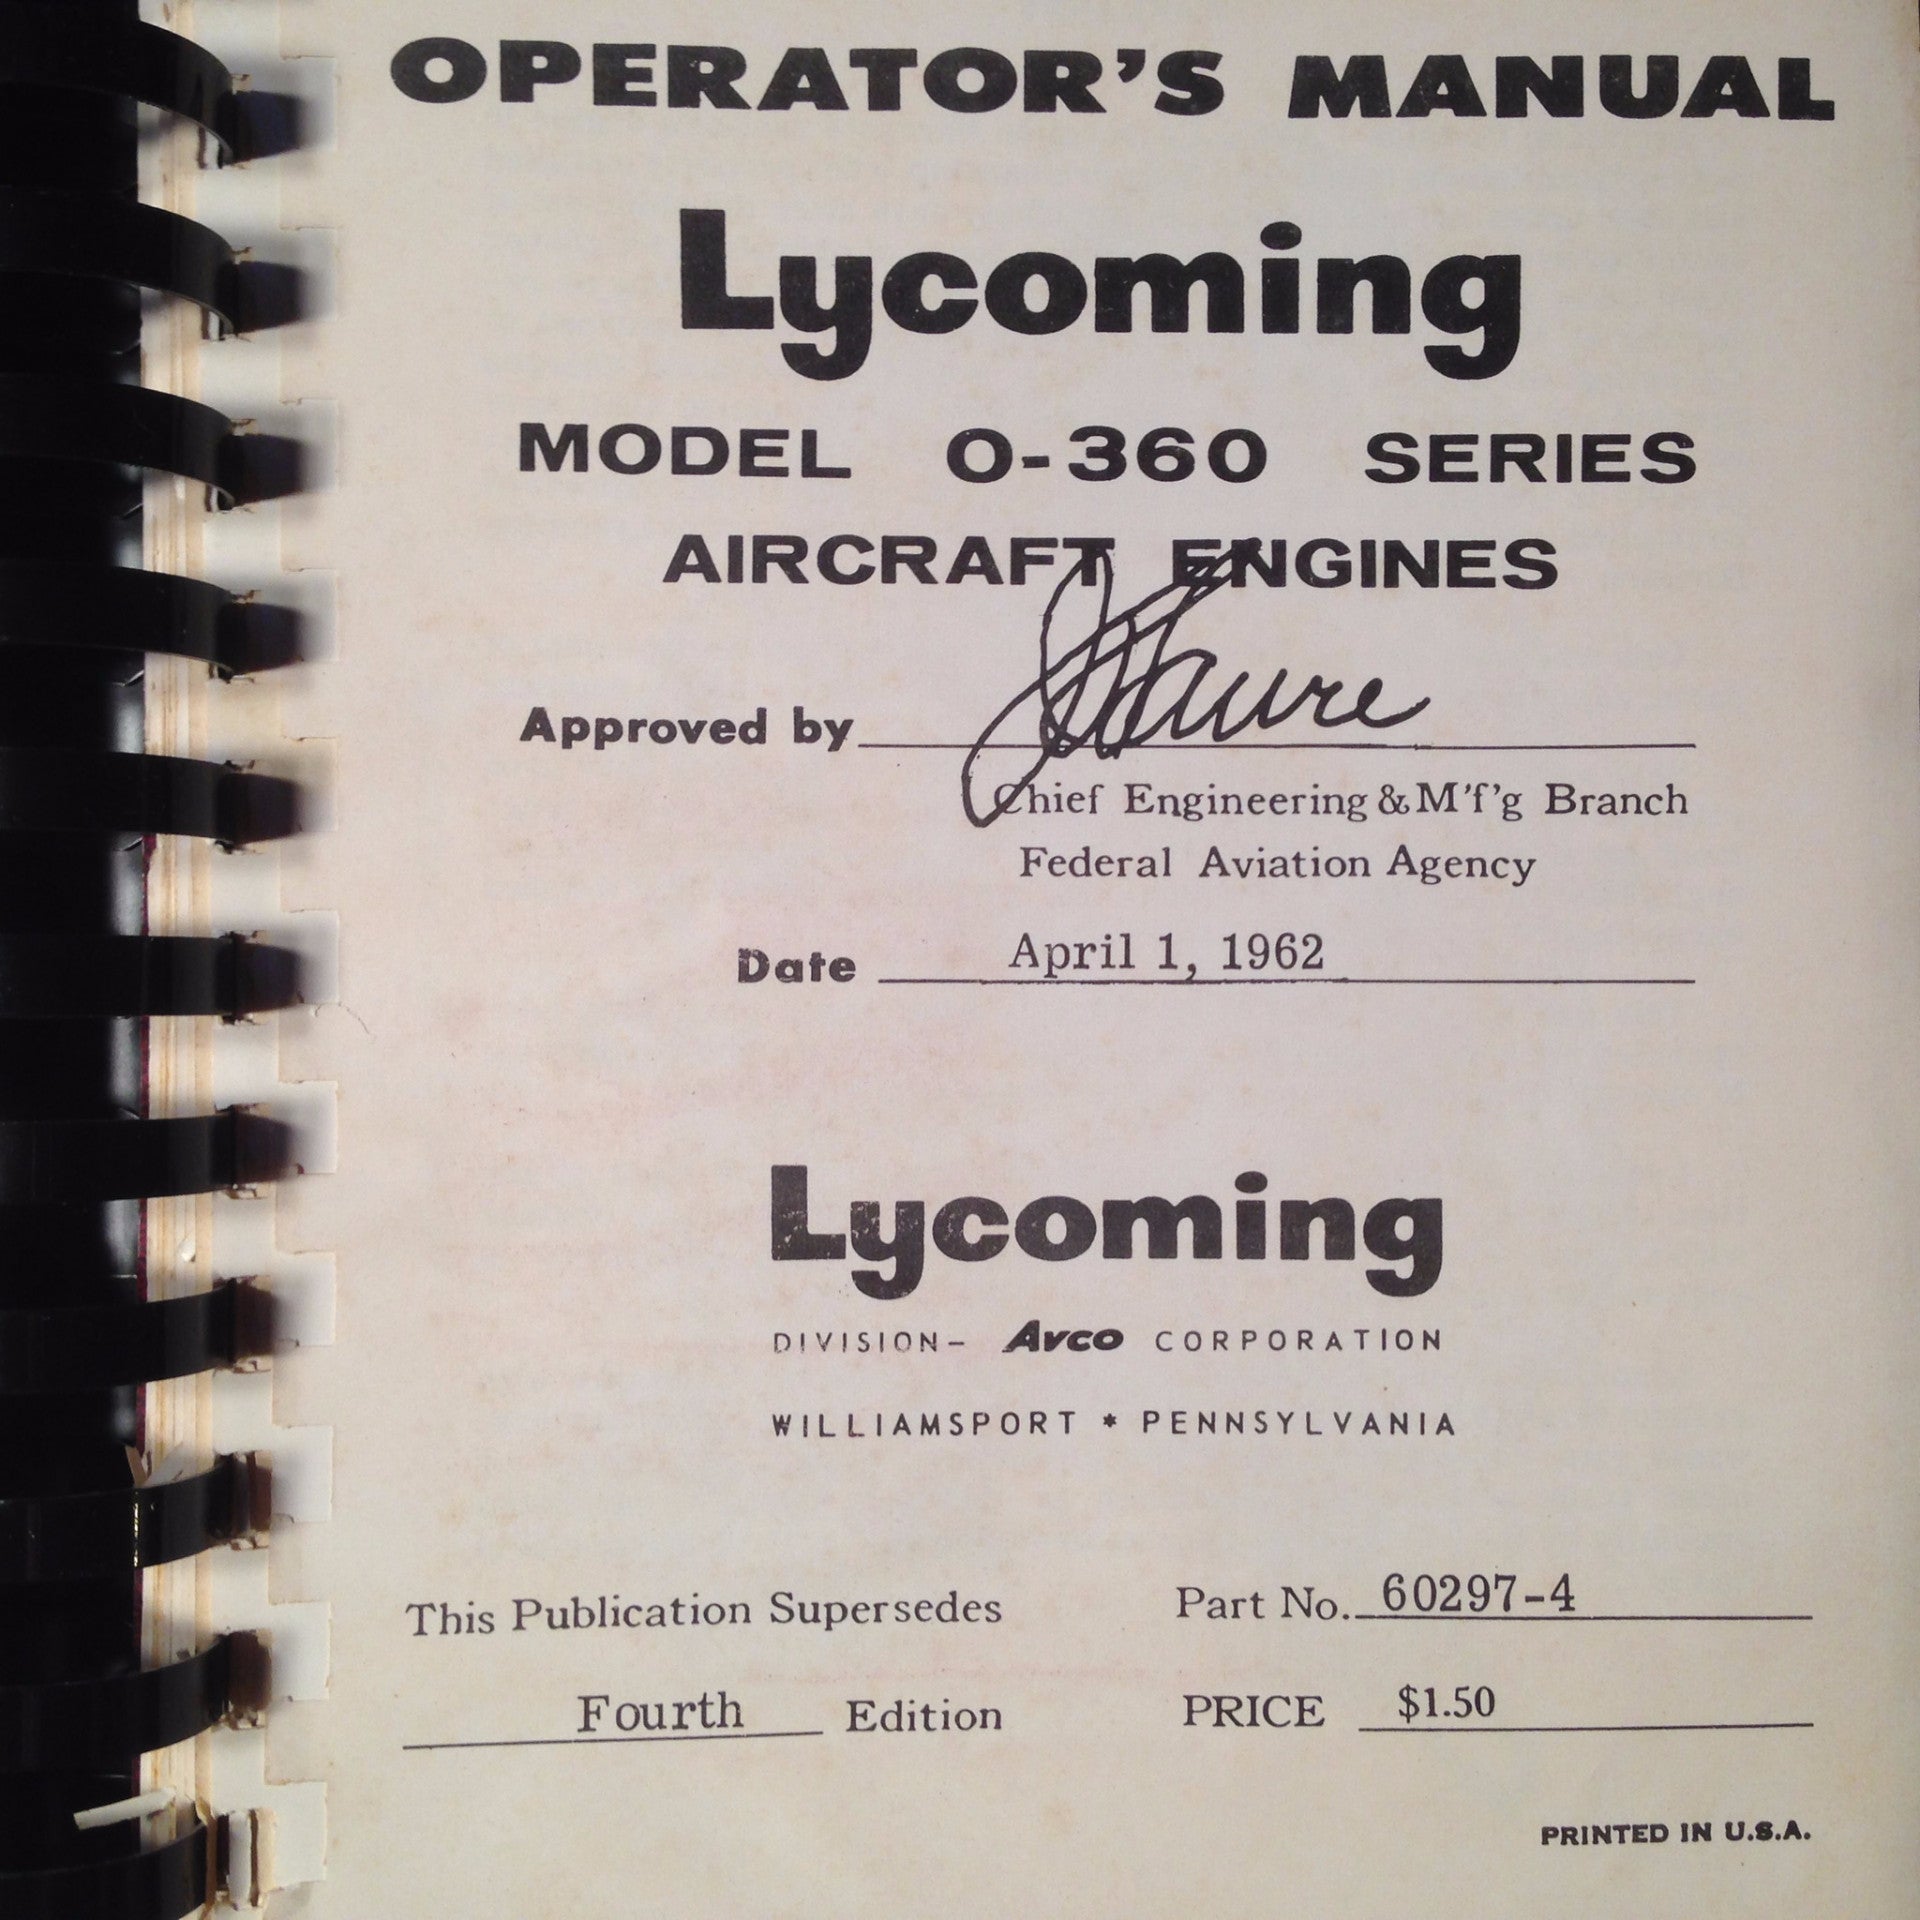 OPERATOR'S MANUAL
Lycoming
MODEL O-360 SERIES
AIRCRAFT ENGINES
Approved by
Chief Engineering & M'f'g Branch
Federal Aviation Agency
Date April 1, 1962
Lycoming
DIVISION- Avco CORPORATION
WILLIAMSPORT * PENNSYLVANIA
This Publication Supersedes Part No. 60297-4
Fourth Edition PRICE $1.50
PRINTED IN U.S.A.